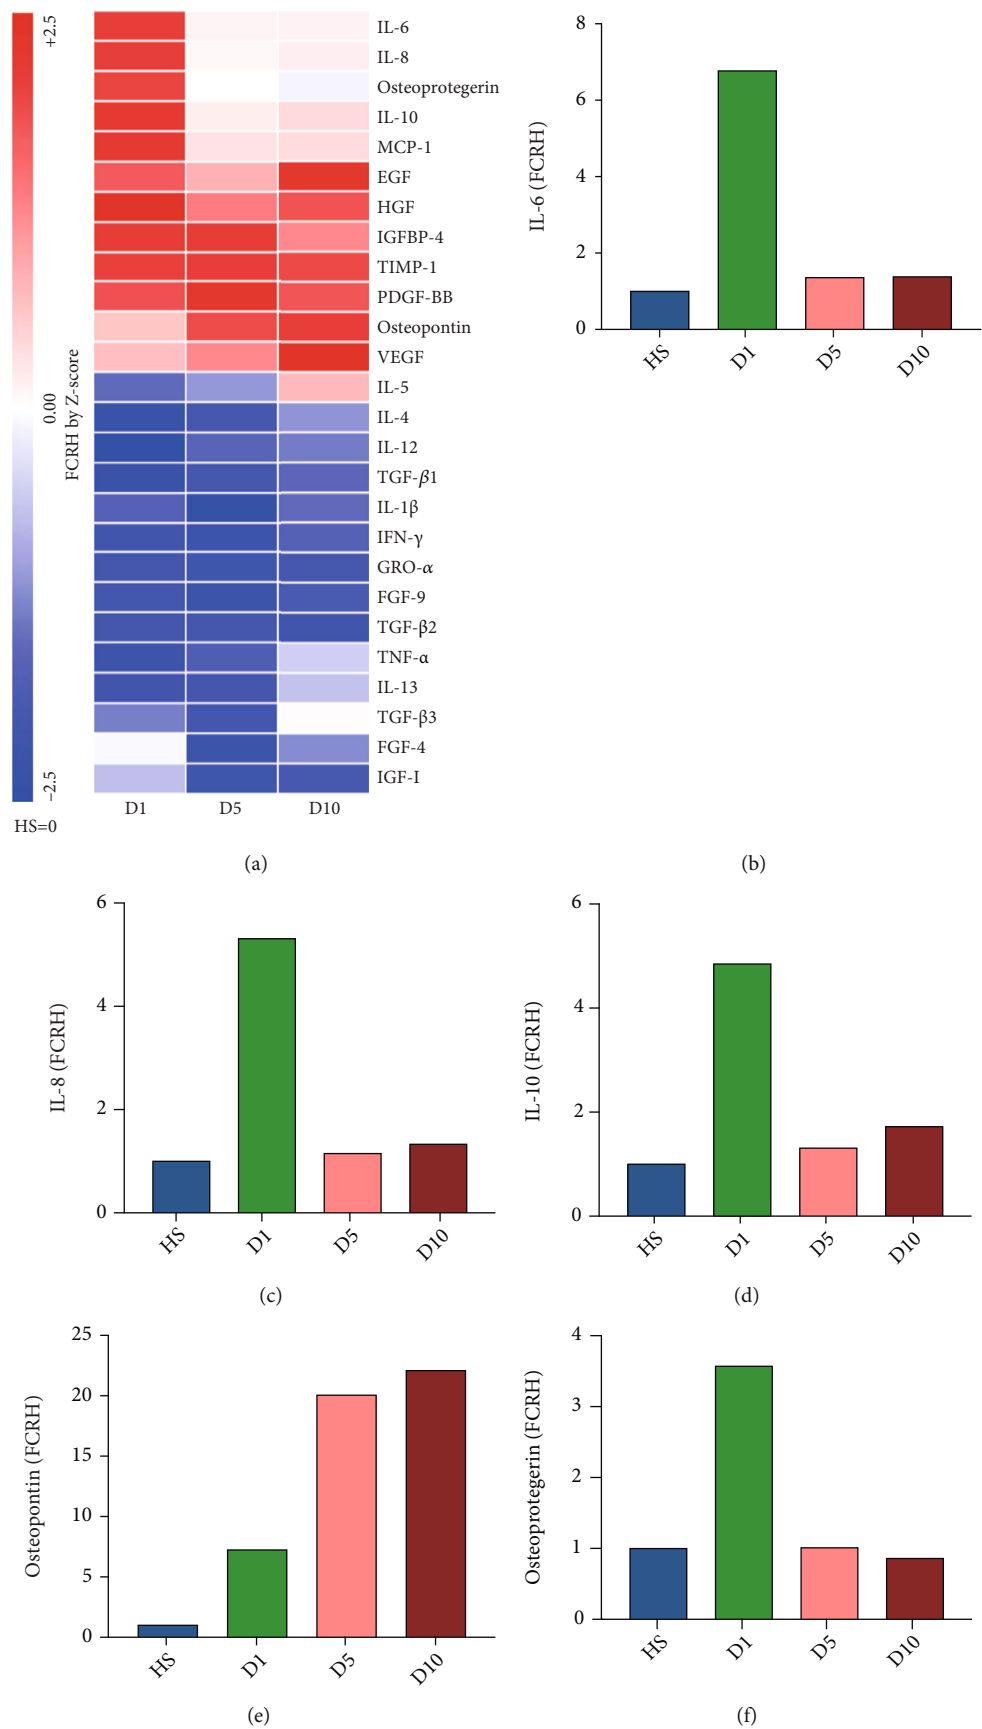 +2.5
0.00
−2.5
FCRH by Z-score
HS=0
IL-6
IL-8
Osteoprotegerin
IL-10
MCP-1
EGF
HGF
IGFBP-4
TIMP-1
PDGF-BB
Osteopontin
VEGF
IL-5
IL-4
IL-12
TGF-β1
IL-1β
IFN-γ
GRO-α
FGF-9
TGF-β2
TNF-α
IL-13
TGF-β3
FGF-4
IGF-I
D1 D5 D10
(a)
IL-6 (FCRH)
8
6
4
2
0
HS D1 D5 D10
(b)
IL-8 (FCRH)
6
4
2
0
HS D1 D5 D10
(c)
IL-10 (FCRH)
6
4
2
0
HS D1 D5 D10
(d)
Osteopontin (FCRH)
25
20
15
10
5
0
HS D1 D5 D10
(e)
Osteoprotegerin (FCRH)
4
3
2
1
0
HS D1 D5 D10
(f)